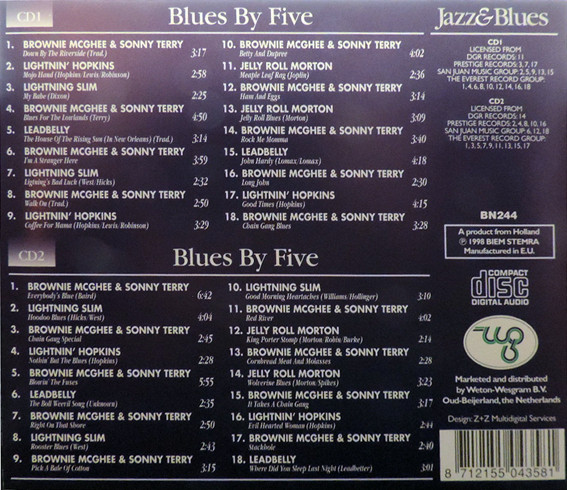 CD1
Blues By Five
1. BROWNIE MCGHEE & SONNY TERRY
Down By The Riverside (Trad.) 3:17
2. LIGHTNIN' HOPKINS
Mojo Hand (Hopkins/Lewis/Robinson) 2:58
3. LIGHTNING SLIM
My Babe (Dixon) 2:25
4. BROWNIE MCGHEE & SONNY TERRY
Blues For The Lowlands (Terry) 4:50
5. LEADBELLY
The House Of The Rising Sun (In New Orleans) (Trad.) 3:14
6. BROWNIE MCGHEE & SONNY TERRY
I'm A Stranger Here 3:59
7. LIGHTNING SLIM
Ligtning's Bad Luck (West/Hicks) 2:32
8. BROWNIE MCGHEE & SONNY TERRY
Walk On (Trad.) 2:50
9. LIGHTNIN' HOPKINS
Coffee For Mama (Hopkins/Lewis/Robinson) 3:29
10. BROWNIE MCGHEE & SONNY TERRY
Betty And Dupree 4:02
11. JELLY ROLL MORTON
Meaple Leaf Rag (Joplin) 2:36
12. BROWNIE MCGHEE & SONNY TERRY
Ham And Eggs 3:14
13. JELLY ROLL MORTON
Jelly Roll Blues (Morton) 3:09
14. BROWNIE MCGHEE & SONNY TERRY
Rock Me Momma 3:40
15. LEADBELLY
John Hardy (Lomax/Lomax) 4:18
16. BROWNIE MCGHEE & SONNY TERRY
Long John 2:30
17. LIGHTNIN' HOPKINS
Good Times (Hopkins) 4:15
18. BROWNIE MCGHEE & SONNY TERRY
Chain Gang Blues 3:28
CD2
Blues By Five
1. BROWNIE MCGHEE & SONNY TERRY
Everybody's Blue (Baird) 6:42
2. LIGHTNING SLIM
Hoodoo Blues (Hicks/West) 4:04
3. BROWNIE MCGHEE & SONNY TERRY
Chain Gang Special 2:45
4. LIGHTNIN' HOPKINS
Nothin' But The Blues (Hopkins) 2:28
5. BROWNIE MCGHEE & SONNY TERRY
Blowin' The Fuses 5:55
6. LEADBELLY
The Boll Weevil Song (Unknown) 2:35
7. BROWNIE MCGHEE & SONNY TERRY
Right On That Shore 2:50
8. LIGHTNING SLIM
Rooster Blues (West) 2:43
9. BROWNIE MCGHEE & SONNY TERRY
Pick A Bale Of Cotton 3:15
10. LIGHTNING SLIM
Good Morning Heartaches (Williams/Hollinger) 3:10
11. BROWNIE MCGHEE & SONNY TERRY
Red River 4:02
12. JELLY ROLL MORTON
King Porter Stomp (Morton/Robin/Burke) 2:14
13. BROWNIE MCGHEE & SONNY TERRY
Cornbread Meat And Molasses 2:28
14. JELLY ROLL MORTON
Wolverine Blues (Morton/Spikes) 3:23
15. BROWNIE MCGHEE & SONNY TERRY
It Takes A Chain Gang 3:17
16. LIGHTNIN' HOPKINS
Evil Hearted Woman (Hopkins) 2:44
17. BROWNIE MCGHEE & SONNY TERRY
Stackhole 2:40
18. LEADBELLY
Where Did You Sleep Last Night (Leadbetter) 3:01
Jazz&Blues
CD1
LICENSED FROM
DGR RECORDS: 11
PRESTIGE RECORDS: 3, 7, 17
SAN JUAN MUSIC GROUP: 2, 5, 9, 13, 15
THE EVEREST RECORD GROUP:
1, 4, 6, 8, 10, 12, 14, 16, 18
CD2
LICENSED FROM
DGR RECORDS: 14
PRESTIGE RECORDS: 2, 4, 8, 10, 16
SAN JUAN MUSIC GROUP: 6, 12, 18
THE EVEREST RECORD GROUP:
1, 3, 5, 7, 9, 11, 13, 15, 17
BN244
A product from Holland
℗ 1998 BIEM STEMRA
Manufactured in E.U.
COMPACT
disc
DIGITAL AUDIO
wg
Marketed and distributed
by Weton-Wesgram B.V.
Oud-Beijerland, the Netherlands
Design: Z+Z Multidigital Services
8 712155 043581